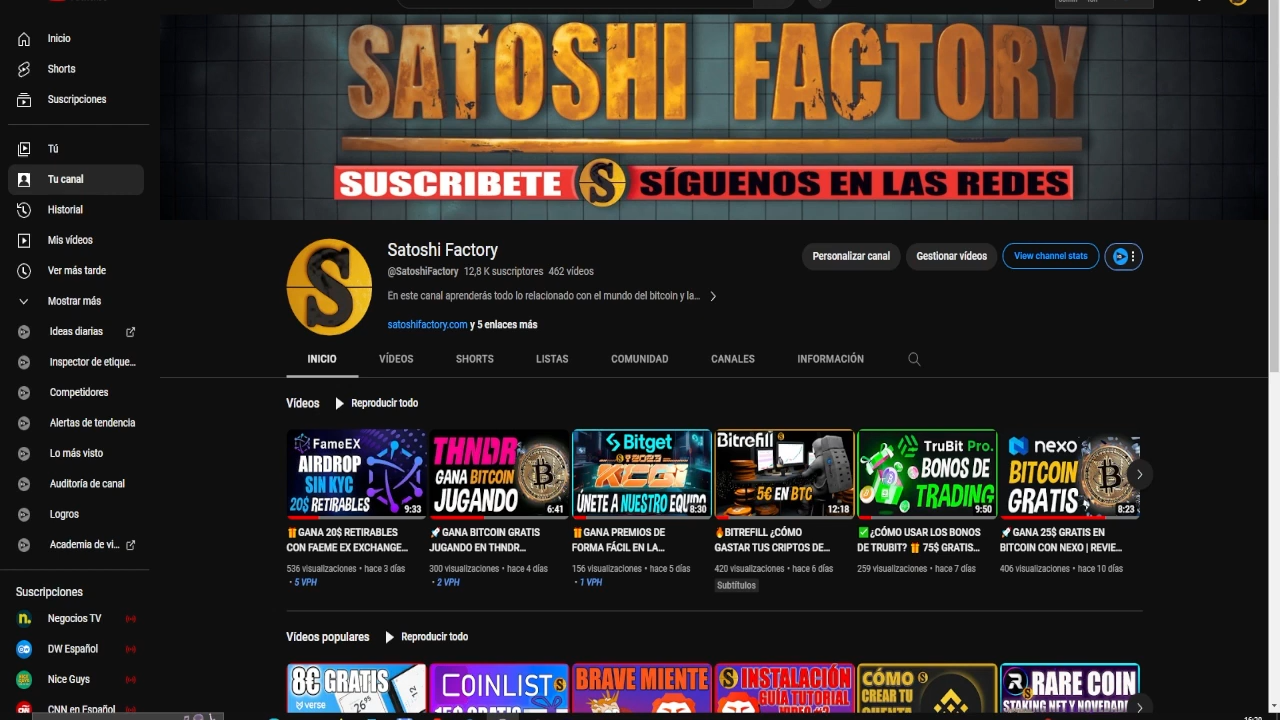 SATOSHI FACTORY
SUSCRIBETE S SÍGUENOS EN LAS REDES
Inicio
Shorts
Suscripciones
Tú
Tu canal
Historial
Mis vídeos
Ver más tarde
Mostrar más
Ideas diarias
Inspector de etique...
Competidores
Alertas de tendencia
Lo más visto
Auditoría de canal
Logros
Academia de vi...
Suscripciones
Negocios TV
DW Español
Nice Guys
CNN en Español
S
Satoshi Factory
@SatoshiFactory 12,8 K suscriptores 462 vídeos
En este canal aprenderás todo lo relacionado con el mundo del bitcoin y la...
satoshifactory.com y 5 enlaces más
Personalizar canal
Gestionar vídeos
View channel stats
INICIO VÍDEOS SHORTS LISTAS COMUNIDAD CANALES INFORMACIÓN
Vídeos Reproducir todo
FameEX
AIRDROP
SIN KYC
20$ RETIRABLES
9:33
GANA 20$ RETIRABLES
CON FAEME EX EXCHANGE...
536 visualizaciones • hace 3 días
• 5 VPH
THNDR
GANA BITCOIN
JUGANDO
6:41
GANA BITCOIN GRATIS
JUGANDO EN THNDR...
300 visualizaciones • hace 4 días
• 2 VPH
Bitget
2023
KCGI
ÚNETE A NUESTRO EQUIPO
8:30
GANA PREMIOS DE
FORMA FÁCIL EN LA...
156 visualizaciones • hace 5 días
• 1 VPH
Bitrefill
5€ EN BTC
12:18
BITREFILL ¿CÓMO
GASTAR TUS CRIPTOS DE...
420 visualizaciones • hace 6 días
Subtítulos
TruBit Pro.
BONOS DE
TRADING
9:50
¿CÓMO USAR LOS BONOS
DE TRUBIT? 75$ GRATIS...
259 visualizaciones • hace 7 días
nexo
BITCOIN
GRATIS
8:23
GANA 25$ GRATIS EN
BITCOIN CON NEXO | REVIE...
406 visualizaciones • hace 10 días
Vídeos populares Reproducir todo
8€ GRATIS
verse
COINLIST
15$ GRATIS
BRAVE MIENTE
INSTALACIÓN
GUÍA TUTORIAL
CÓMO
CREAR TU
CUENTA
RARE COIN
STAKING NFT Y NOVEDADES